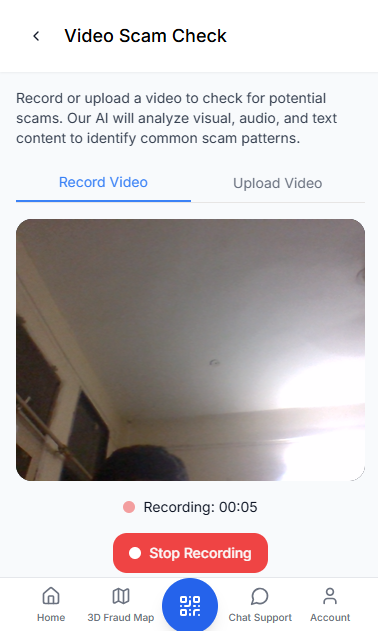 Video Scam Check
Record or upload a video to check for potential
scams. Our AI will analyze visual, audio, and text
content to identify common scam patterns.
Record Video
Upload Video
Recording: 00:05
Stop Recording
Home
3D Fraud Map
Chat Support
Account